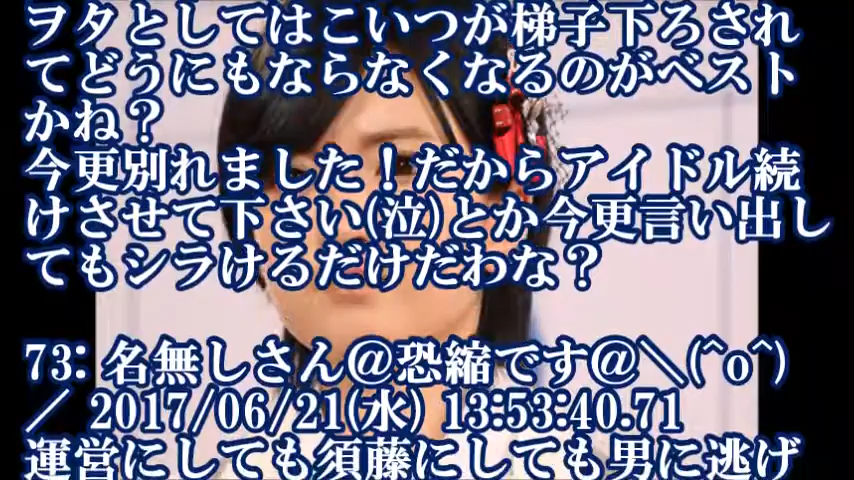 ヲタとしてはこいつが梯子下ろされ
てどうにもならなくなるのがベスト
かね？
今更別れました！だからアイドル続
けさせて下さい(泣)とか今更言い出し
てもシラけるだけだわな？
73: 名無しさん＠恐縮です＠＼(^o^)
／ 2017/06/21(水) 13:53:40.71
運営にしても須藤にしても男に逃げ